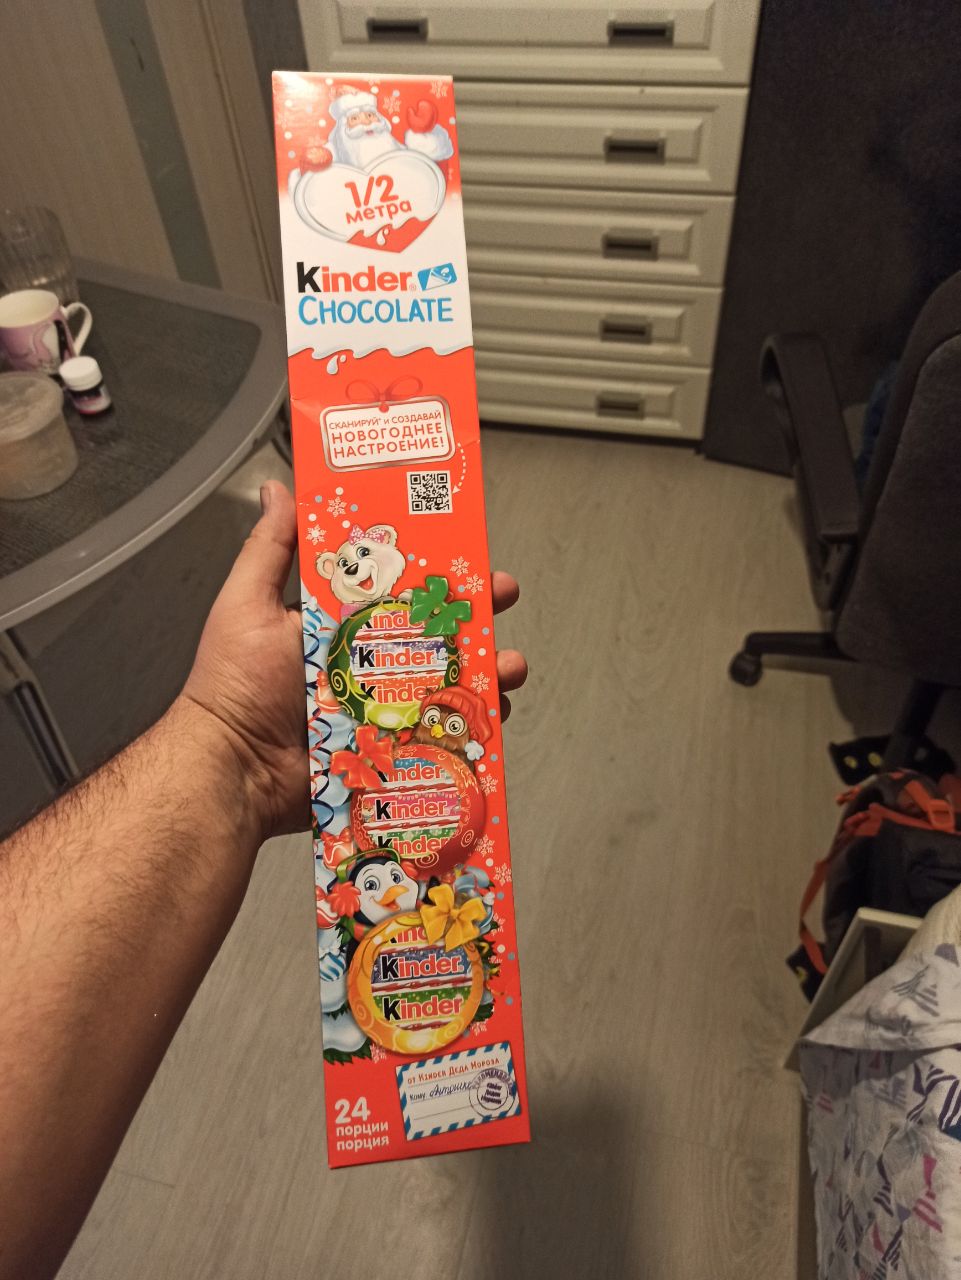 1/2
метра
Kinder
CHOCOLATE
СКАНИРУЙ* И СОЗДАВАЙ
НОВОГОДНЕЕ
НАСТРОЕНИЕ!
Kinder
Kinder
Kinder
Kinder
Kinder
Kinder
Kinder
от Kinder Деда Мороза
Кому Антошке
24
порции
порция